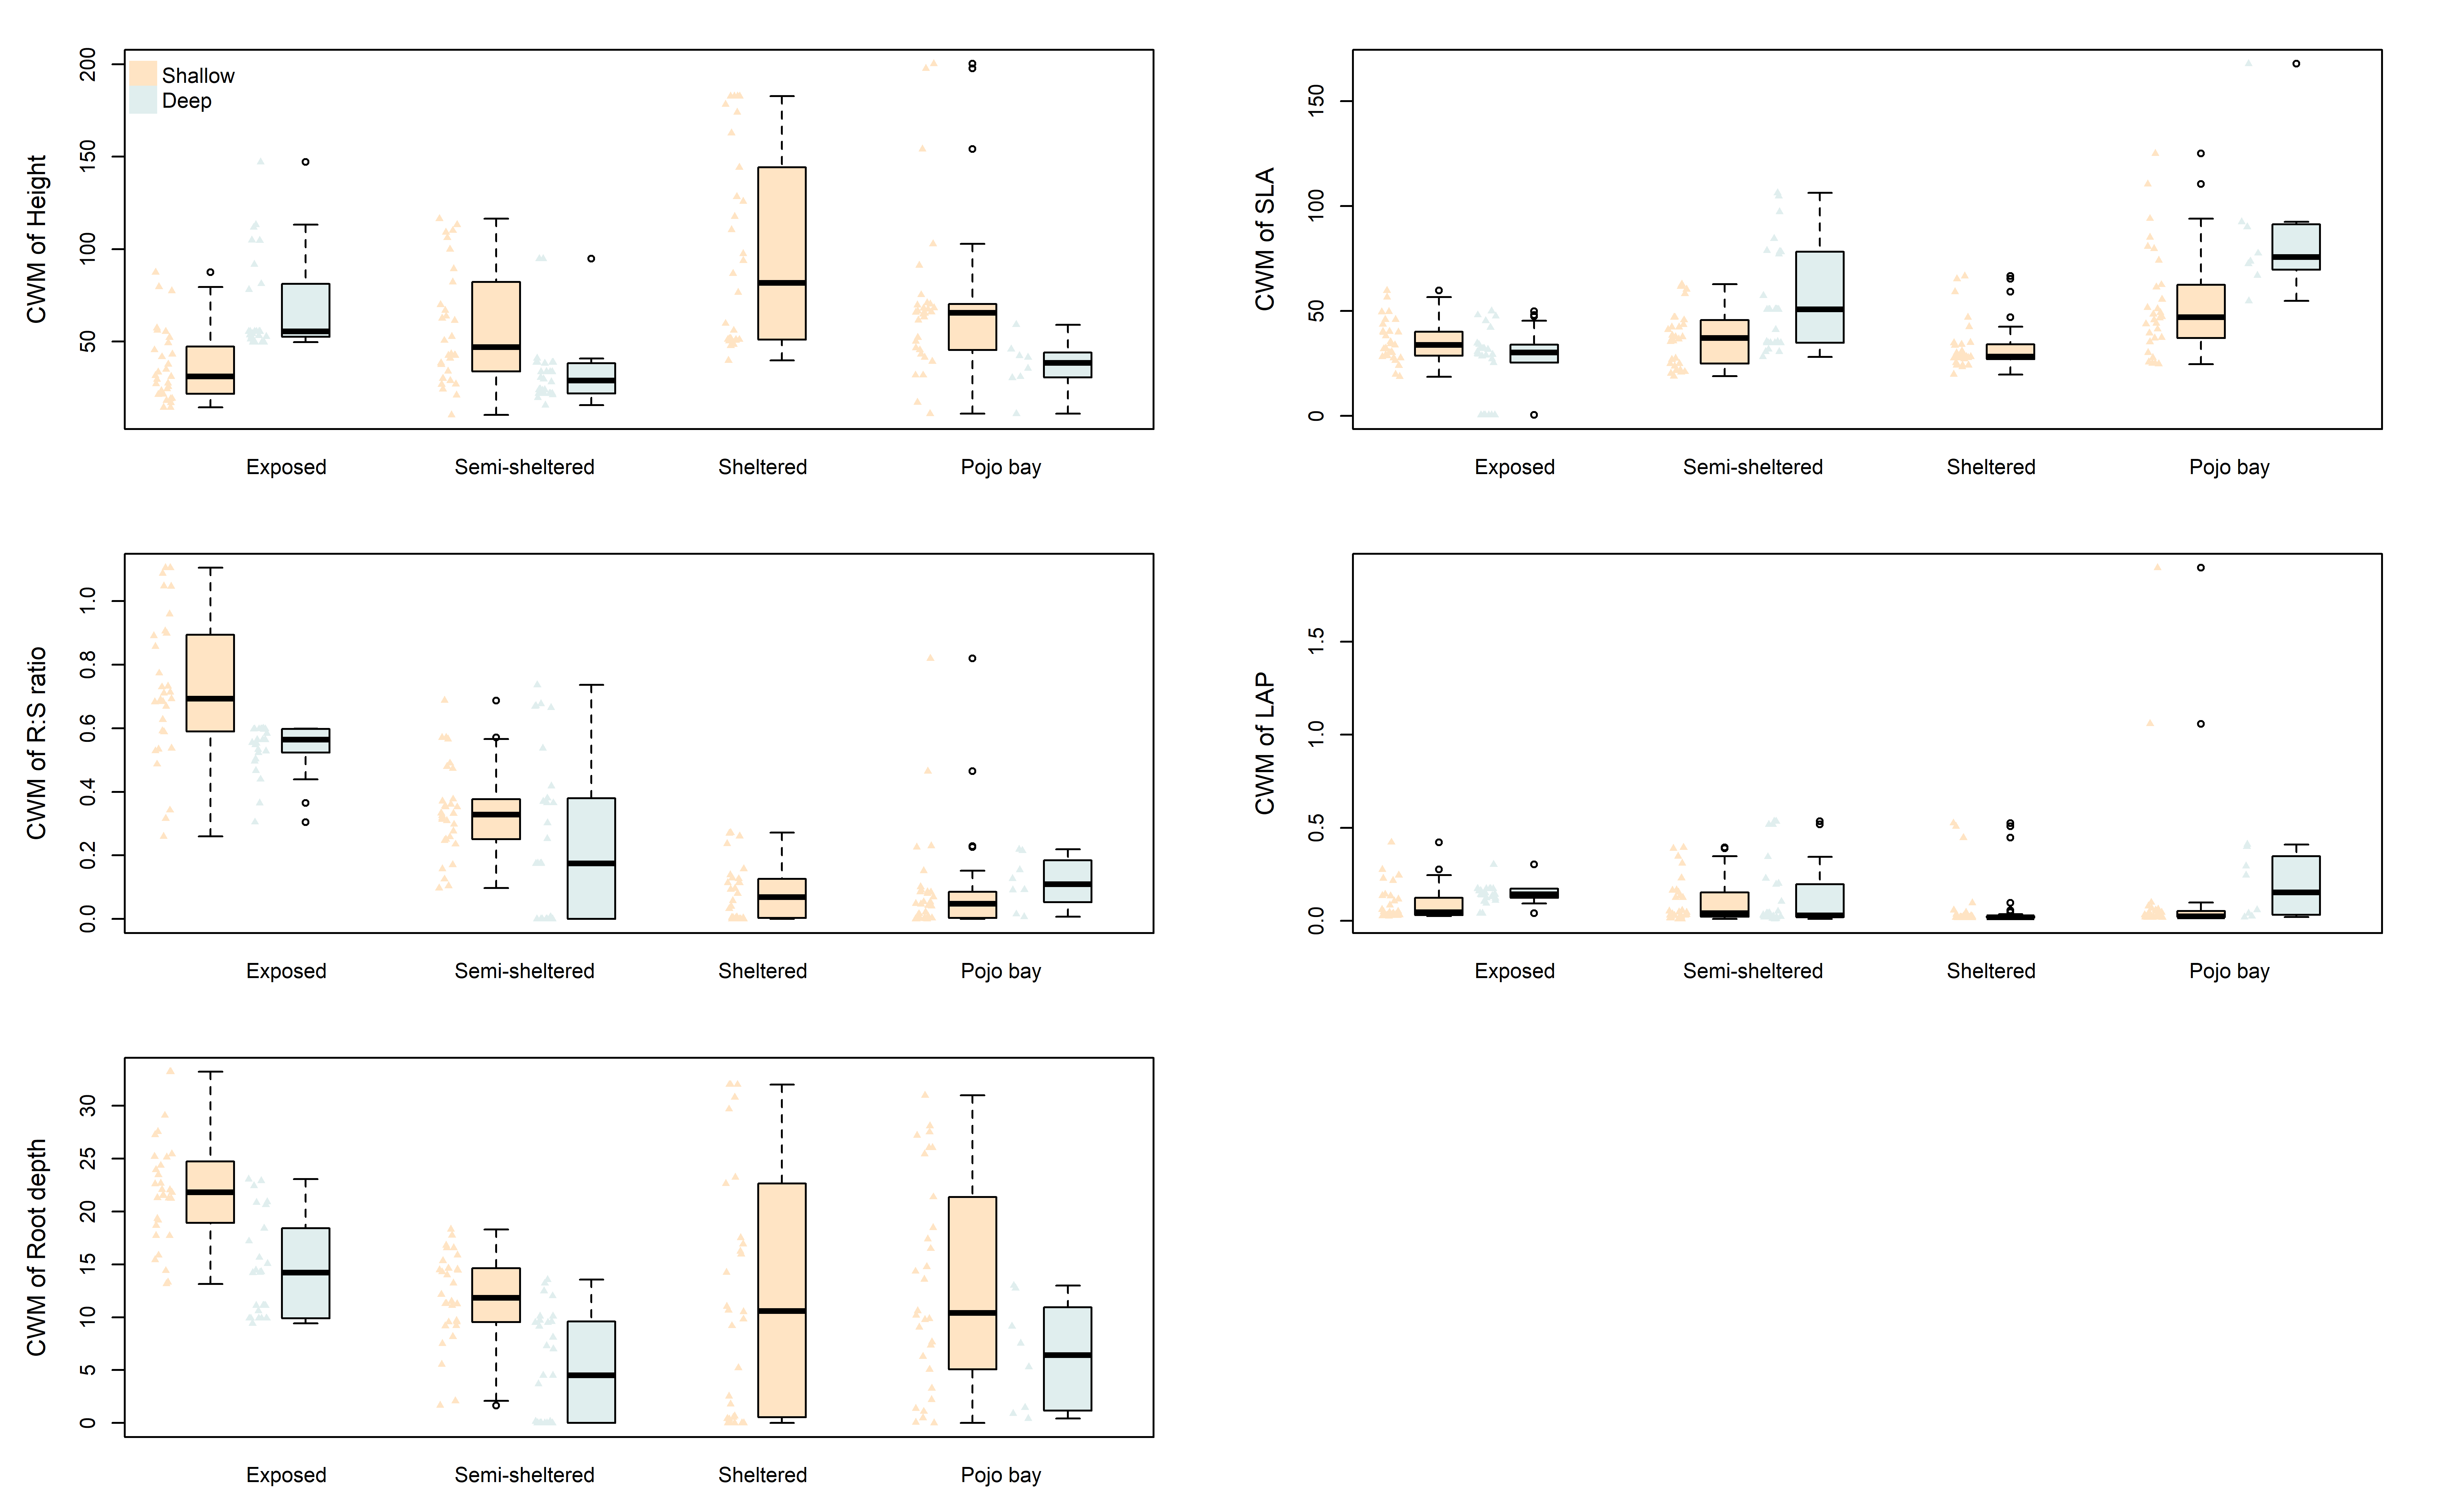 CWM of Height
200
150
100
50
Shallow
Deep
Exposed
Semi-sheltered
Sheltered
Pojo bay
CWM of SLA
150
100
50
0
Exposed
Semi-sheltered
Sheltered
Pojo bay
CWM of R:S ratio
1.0
0.8
0.6
0.4
0.2
0.0
Exposed
Semi-sheltered
Sheltered
Pojo bay
CWM of LAP
1.5
1.0
0.5
0.0
Exposed
Semi-sheltered
Sheltered
Pojo bay
CWM of Root depth
30
25
20
15
10
5
0
Exposed
Semi-sheltered
Sheltered
Pojo bay